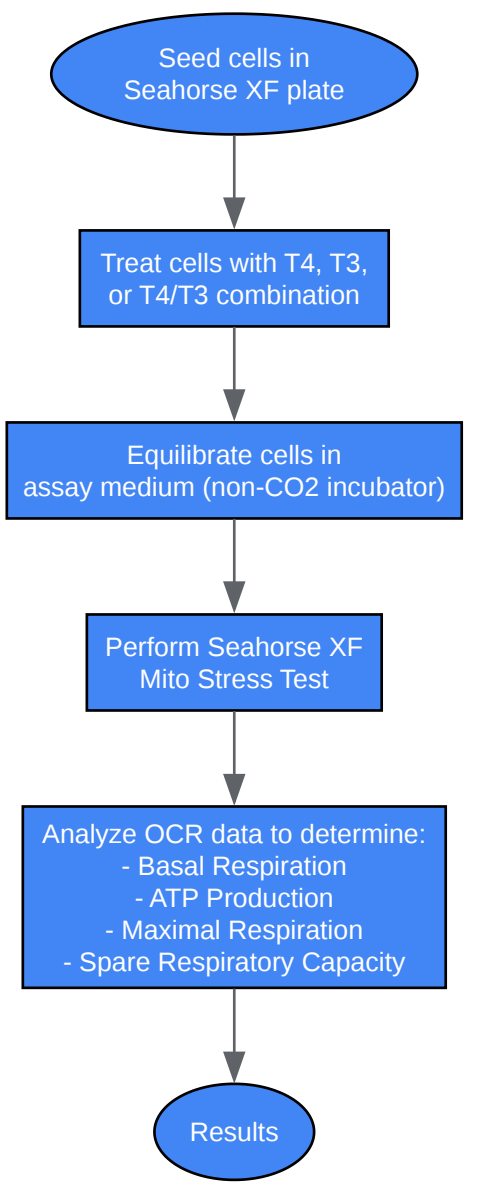 Seed cells in
Seahorse XF plate
Treat cells with T4, T3,
or T4/T3 combination
Equilibrate cells in
assay medium (non-CO2 incubator)
Perform Seahorse XF
Mito Stress Test
Analyze OCR data to determine:
- Basal Respiration
- ATP Production
- Maximal Respiration
- Spare Respiratory Capacity
Results